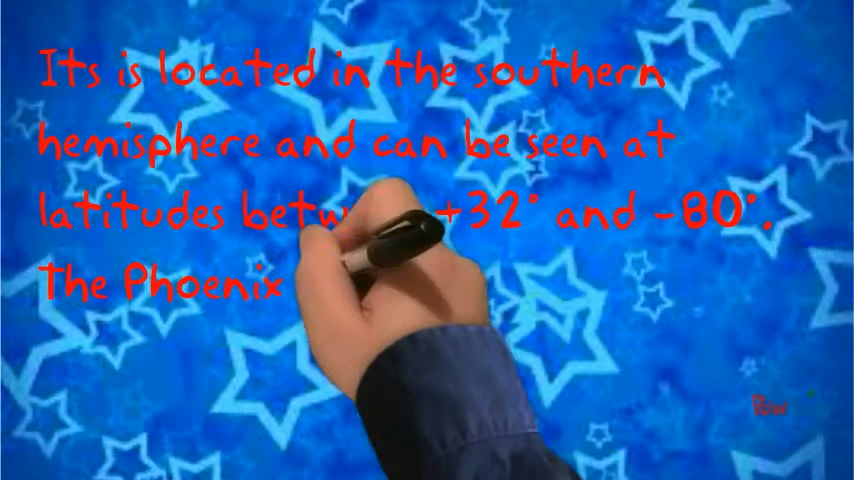 Its is located in the southern
hemisphere and can be seen at
latitudes +32° and -80°.
The Phoenix